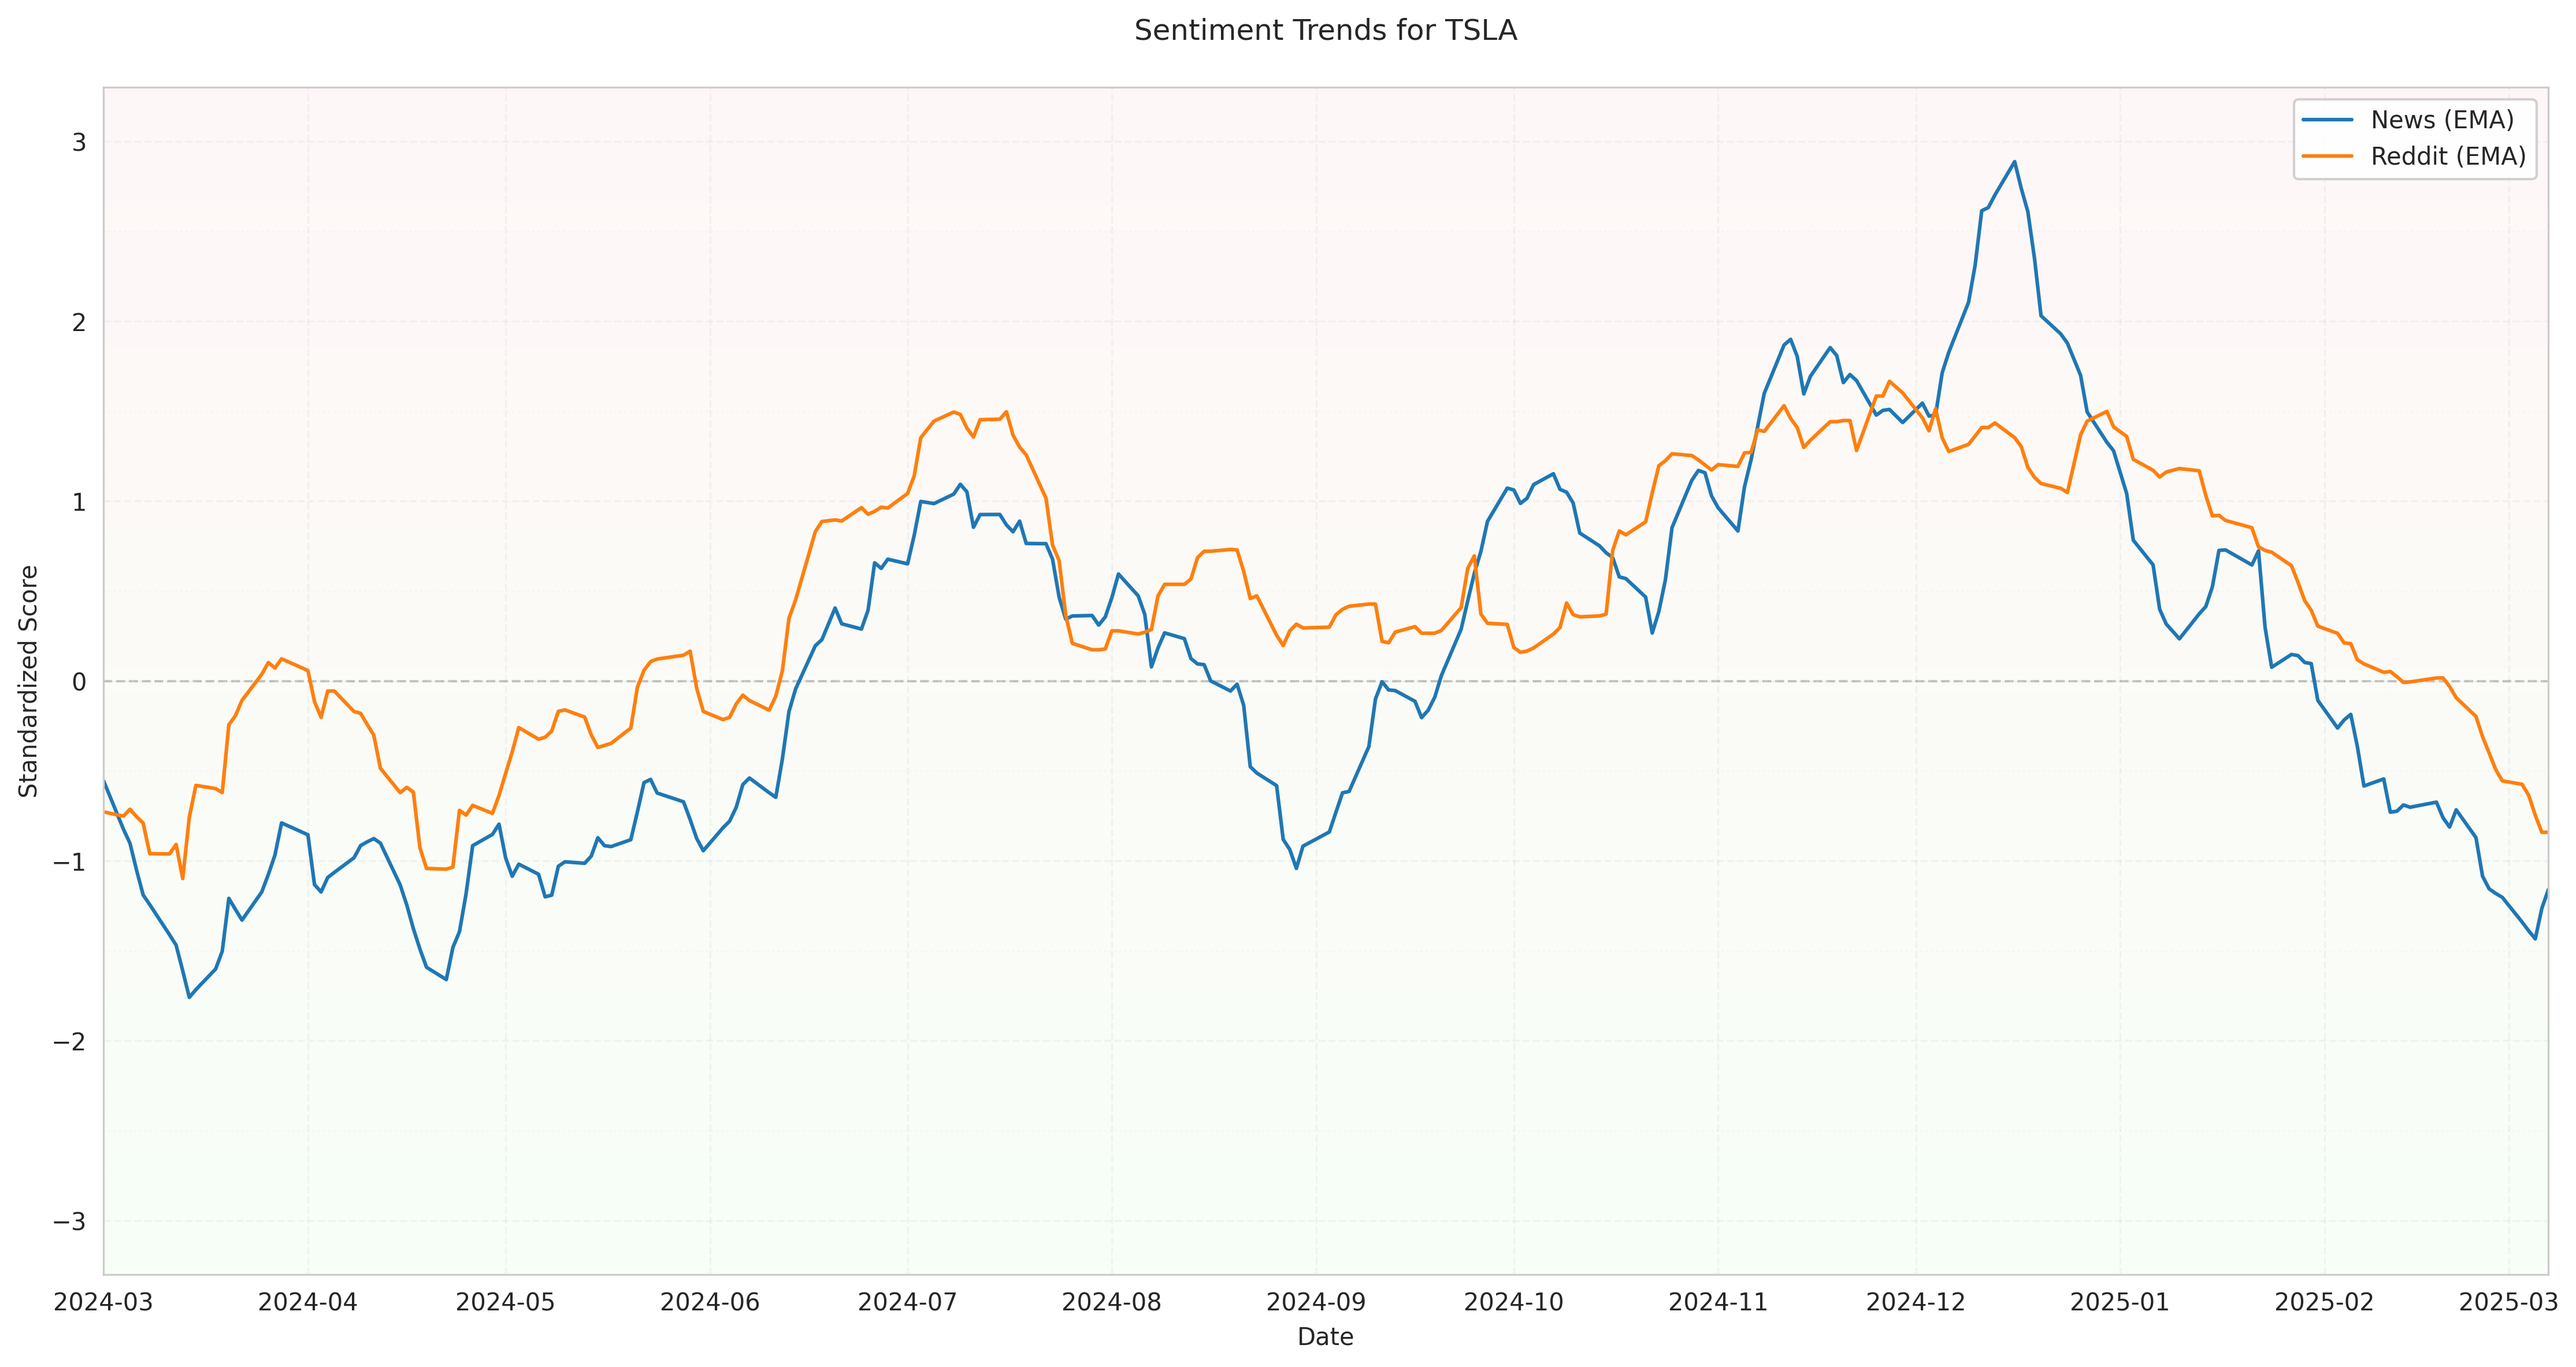 Sentiment Trends for TSLA
News (EMA)
Reddit (EMA)
Standardized Score
3
2
1
0
−1
−2
−3
2024-03 2024-04 2024-05 2024-06 2024-07 2024-08 2024-09 2024-10 2024-11 2024-12 2025-01 2025-02 2025-03
Date